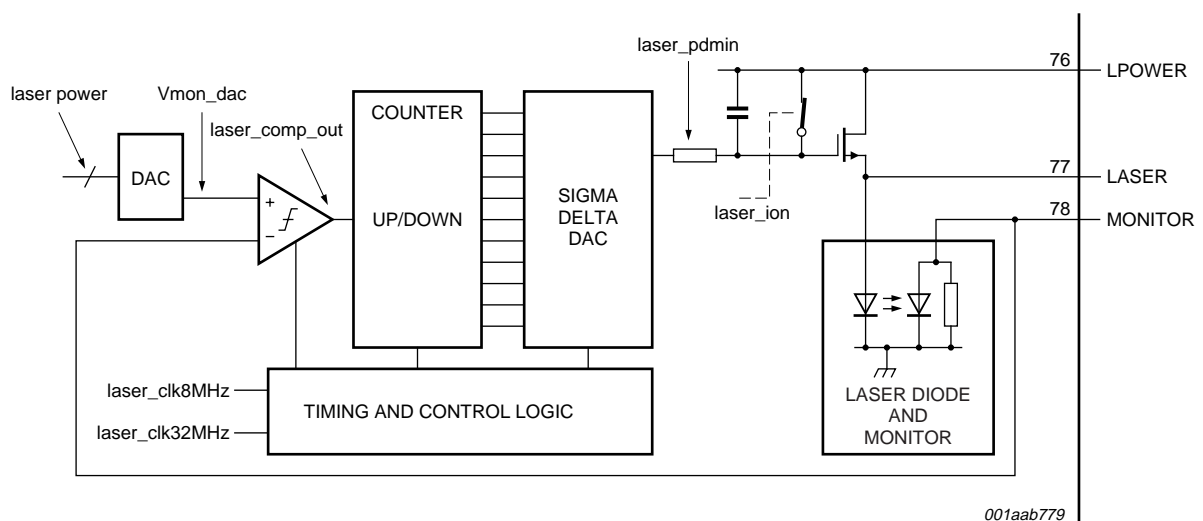 laser_pdmin
76
LPOWER
laser power
Vmon_dac
laser_comp_out
COUNTER
DAC
+
−
UP/DOWN
SIGMA
DELTA
DAC
laser_ion
77
LASER
78
MONITOR
laser_clk8MHz
laser_clk32MHz
TIMING AND CONTROL LOGIC
LASER DIODE
AND
MONITOR
001aab779